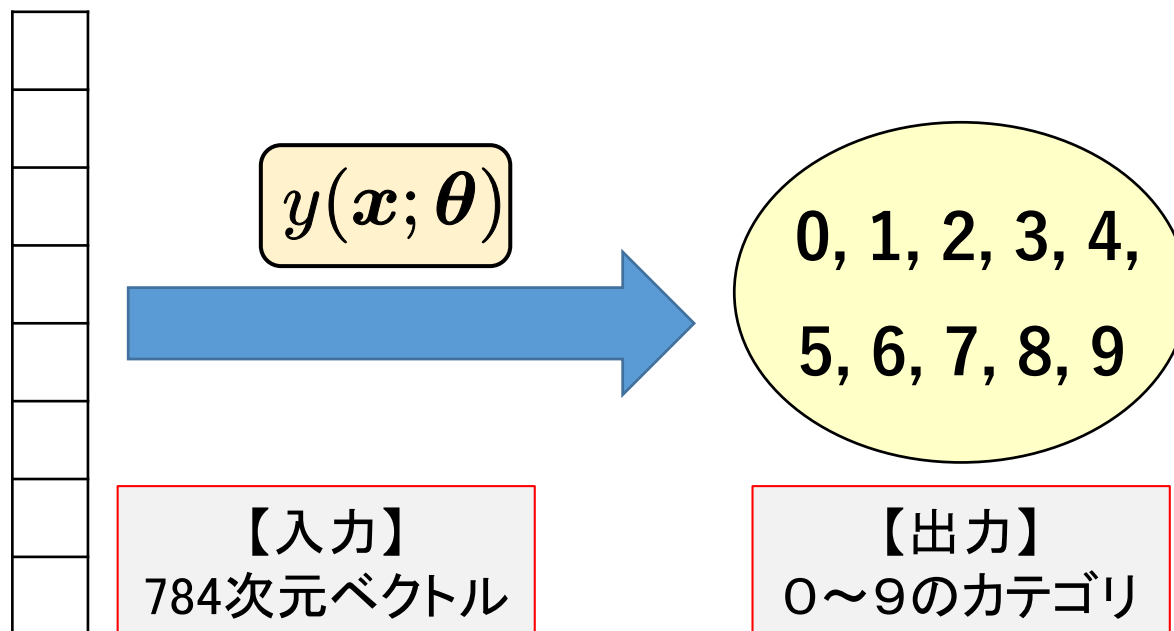 y(x; θ)
0, 1, 2, 3, 4,
5, 6, 7, 8, 9
【入力】
784次元ベクトル
【出力】
０～９のカテゴリ